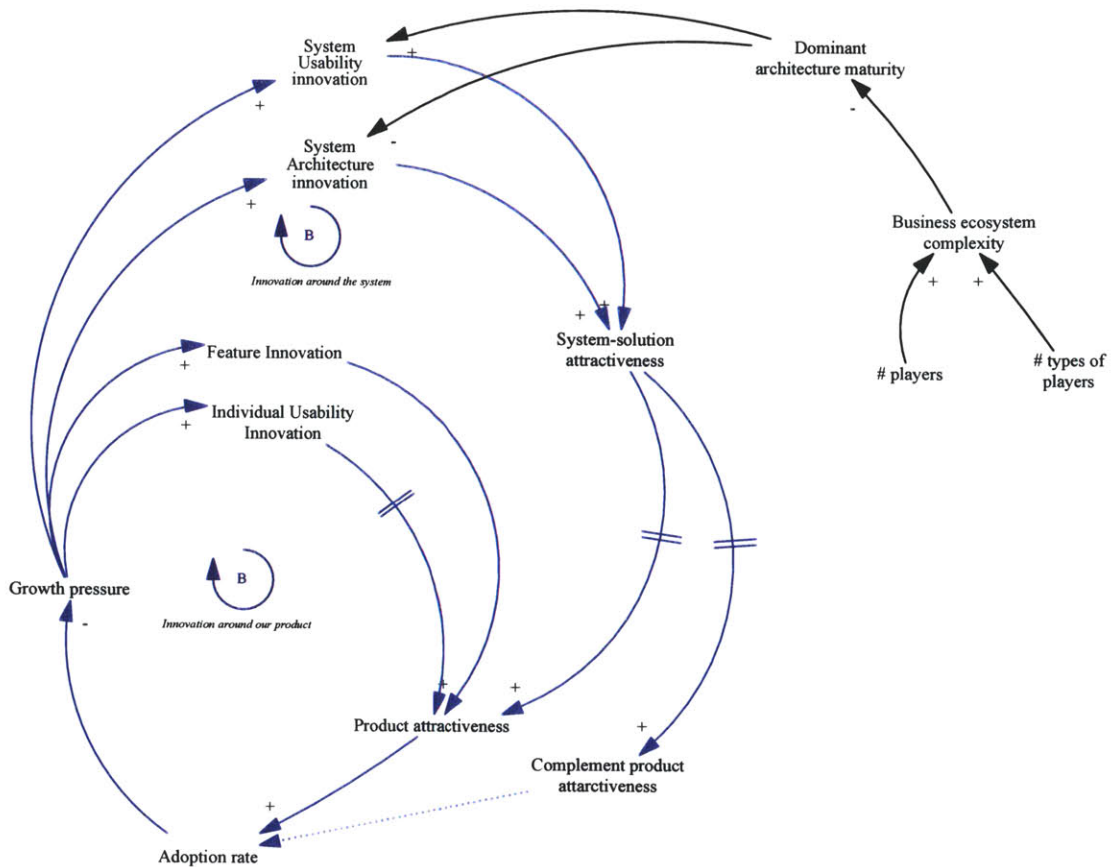 System
Usability
innovation
+
+
Dominant
architecture maturity
-
System
Architecture
innovation
-
+
B
Innovation around the system
Business ecosystem
complexity
+
+
+
+
System-solution
attractiveness
# players
# types of
players
Feature Innovation
+
Individual Usability
Innovation
+
B
Innovation around our product
Growth pressure
-
+
+
Product attractiveness
+
Complement product
attarctiveness
+
Adoption rate